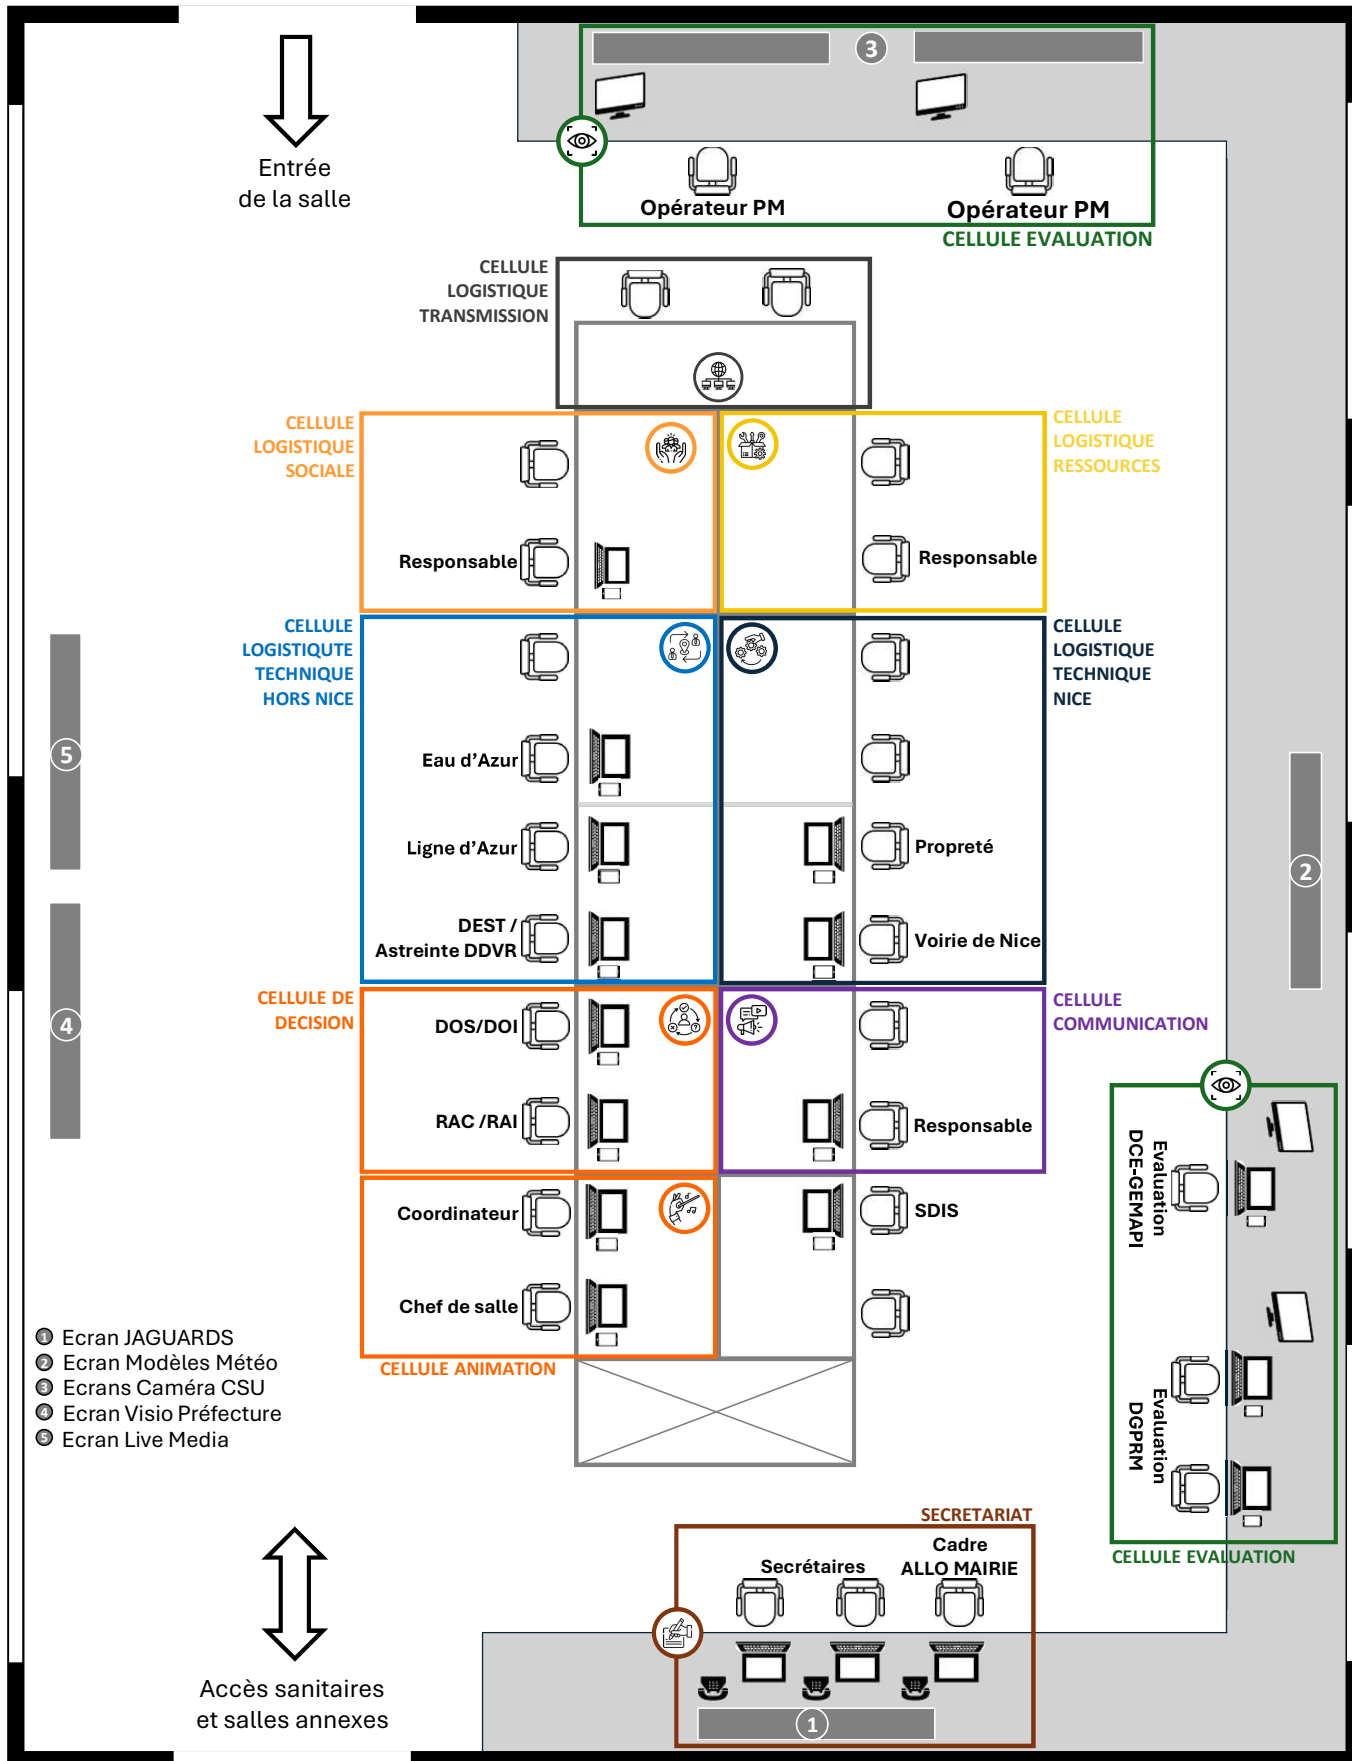 3
Entrée
de la salle
Opérateur PM
Opérateur PM
CELLULE EVALUATION
CELLULE
LOGISTIQUE
TRANSMISSION
CELLULE
LOGISTIQUE
SOCIALE
Responsable
CELLULE
LOGISTIQUE
RESSOURCES
Responsable
CELLULE
LOGISTIQUTE
TECHNIQUE
HORS NICE
Eau d’Azur
Ligne d’Azur
DEST /
Astreinte DDVR
CELLULE
LOGISTIQUE
TECHNIQUE
NICE
Propreté
Voirie de Nice
5
4
2
CELLULE DE
DECISION
DOS/DOI
RAC /RAI
CELLULE
COMMUNICATION
Responsable
Coordinateur
Chef de salle
CELLULE ANIMATION
SDIS
Evaluation
DCE-GEMAPI
Evaluation
DGPRM
CELLULE EVALUATION
1 Ecran JAGUARDS
2 Ecran Modèles Météo
3 Ecrans Caméra CSU
4 Ecran Visio Préfecture
5 Ecran Live Media
SECRETARIAT
Secrétaires
Cadre
ALLO MAIRIE
1
Accès sanitaires
et salles annexes